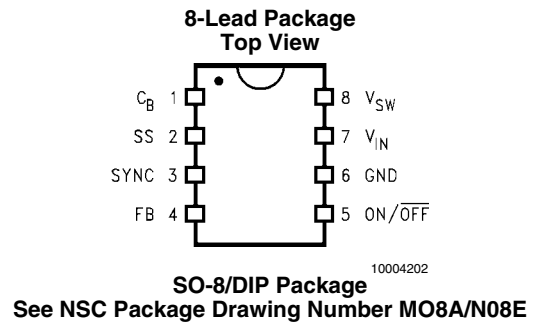 8-Lead Package
Top View
C_B 1 8 V_SW
SS 2 7 V_IN
SYNC 3 6 GND
FB 4 5 ON/O̅F̅F̅
10004202
SO-8/DIP Package
See NSC Package Drawing Number MO8A/N08E